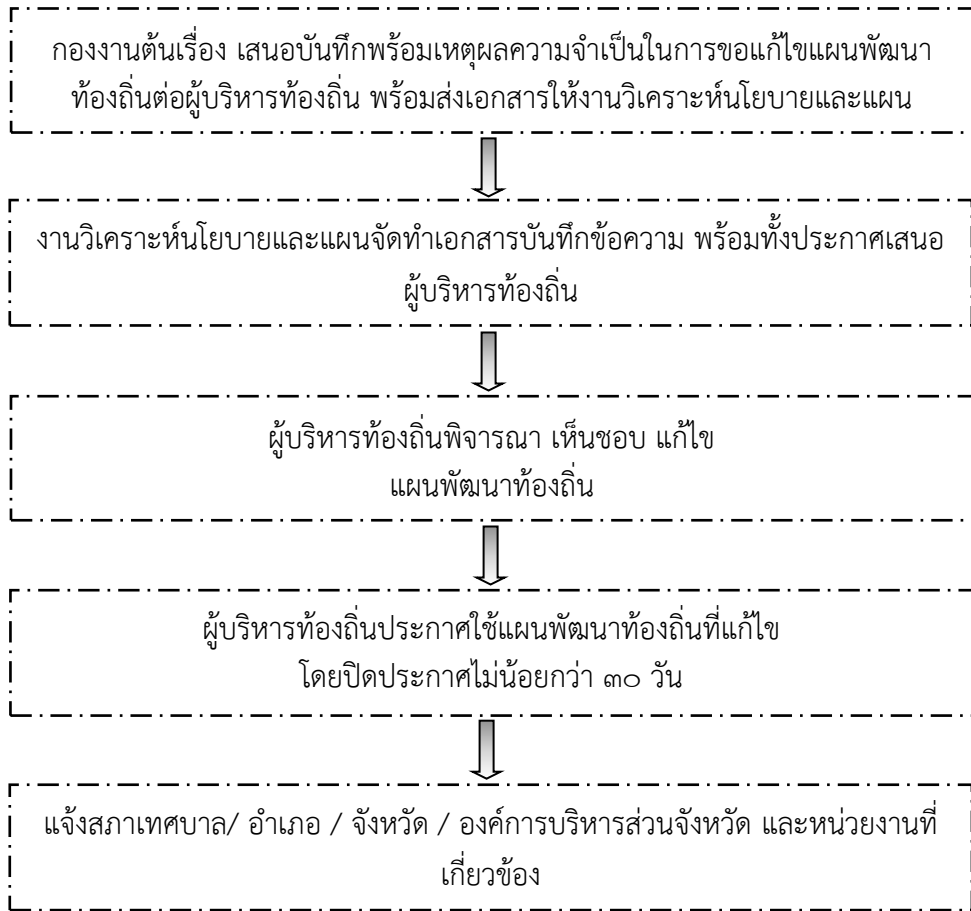 กองงานต้นเรื่อง เสนอบันทึกพร้อมเหตุผลความจำเป็นในการขอแก้ไขแผนพัฒนา
ท้องถิ่นต่อผู้บริหารท้องถิ่น พร้อมส่งเอกสารให้งานวิเคราะห์นโยบายและแผน
งานวิเคราะห์นโยบายและแผนจัดทำเอกสารบันทึกข้อความ พร้อมทั้งประกาศเสนอ
ผู้บริหารท้องถิ่น
ผู้บริหารท้องถิ่นพิจารณา เห็นชอบ แก้ไข
แผนพัฒนาท้องถิ่น
ผู้บริหารท้องถิ่นประกาศใช้แผนพัฒนาท้องถิ่นที่แก้ไข
โดยปิดประกาศไม่น้อยกว่า ๓๐ วัน
แจ้งสภาเทศบาล/ อำเภอ / จังหวัด / องค์การบริหารส่วนจังหวัด และหน่วยงานที่
เกี่ยวข้อง